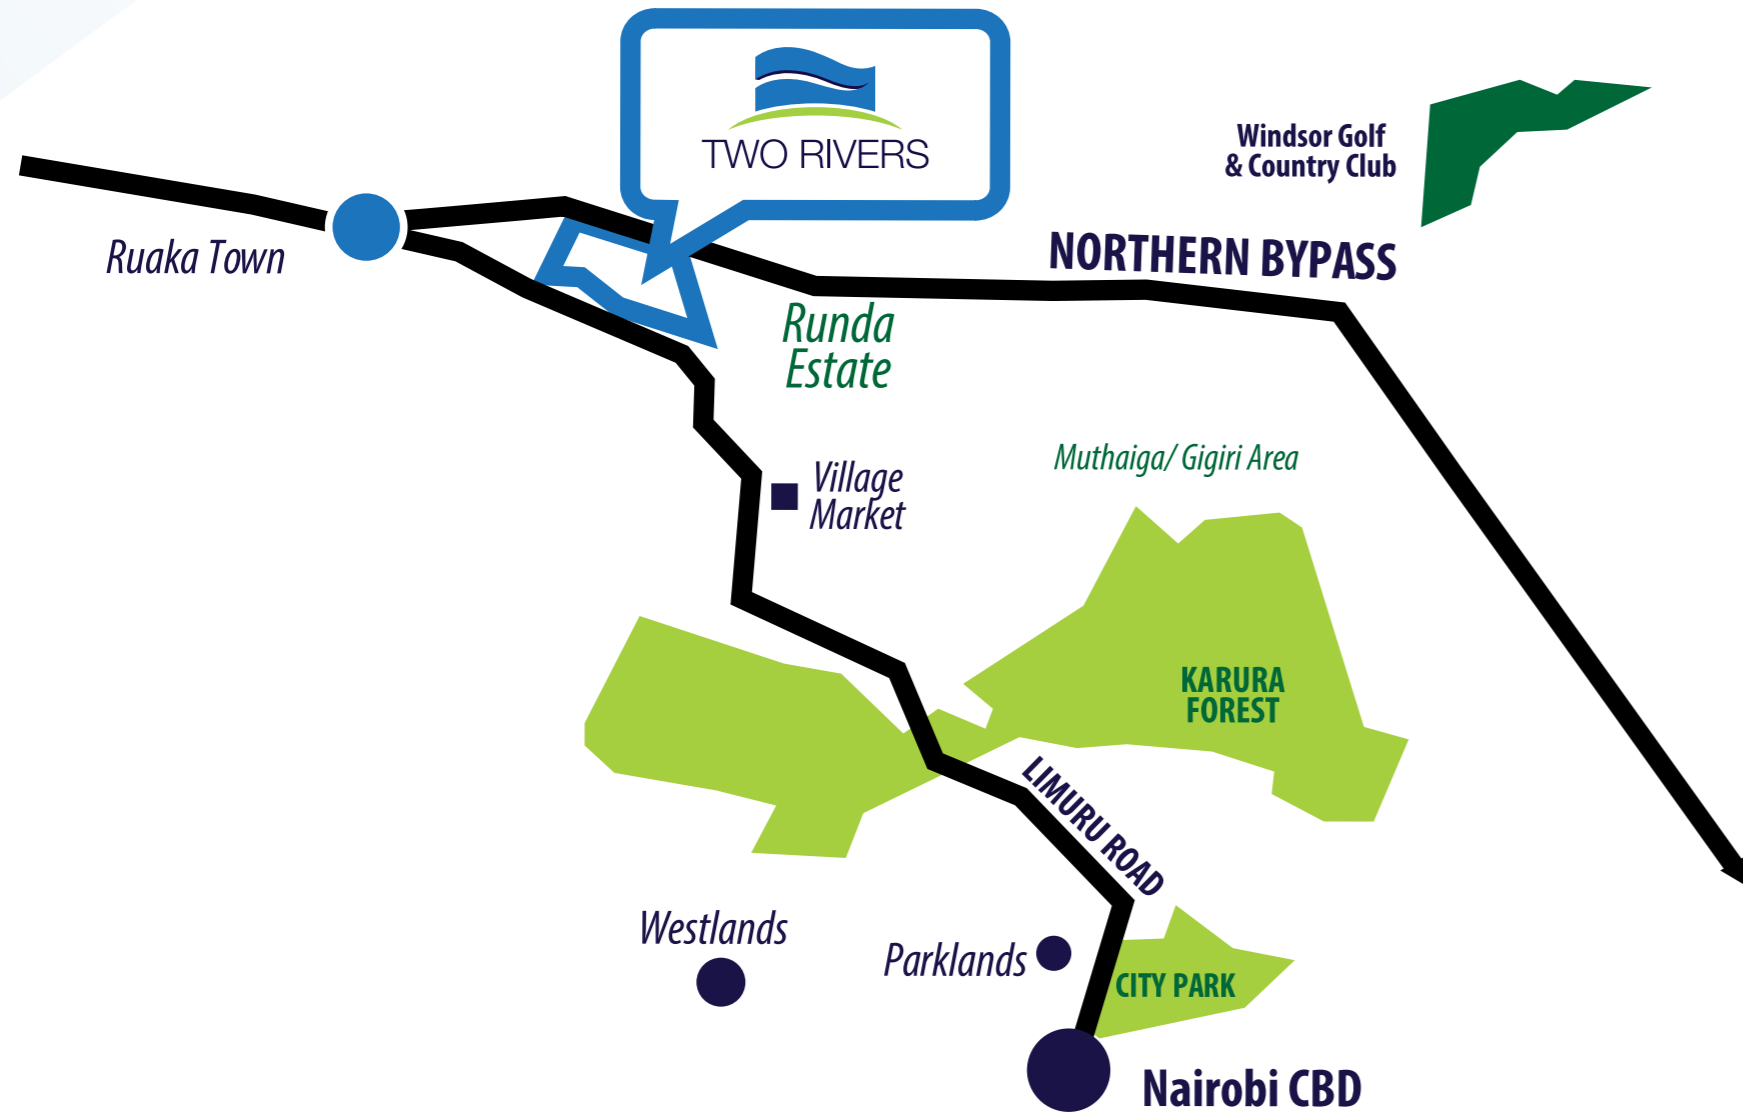 TWO RIVERS
Windsor Golf
& Country Club
Ruaka Town
NORTHERN BYPASS
Runda
Estate
Muthaiga/ Gigiri Area
Village
Market
KARURA
FOREST
LIMURU ROAD
Westlands
Parklands
CITY PARK
Nairobi CBD